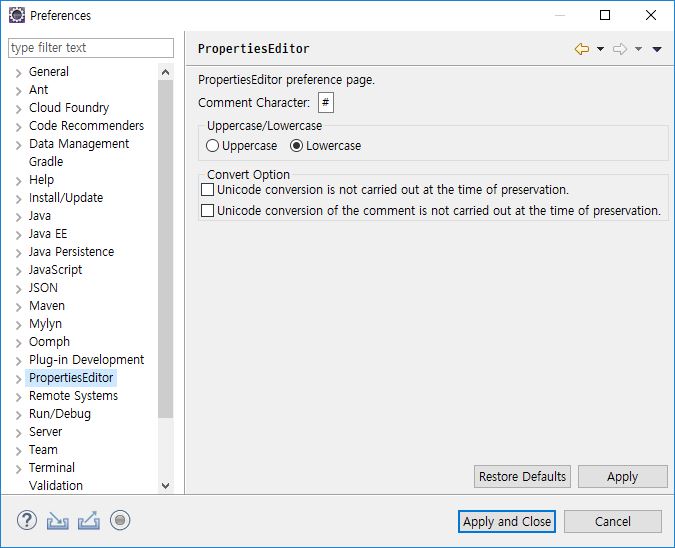 Preferences
type filter text
PropertiesEditor
General
Ant
Cloud Foundry
Code Recommenders
Data Management
Gradle
Help
Install/Update
Java
Java EE
Java Persistence
JavaScript
JSON
Maven
Mylyn
Oomph
Plug-in Development
PropertiesEditor
Remote Systems
Run/Debug
Server
Team
Terminal
Validation
PropertiesEditor preference page.
Comment Character: #
Uppercase/Lowercase
Uppercase Lowercase
Convert Option
Unicode conversion is not carried out at the time of preservation.
Unicode conversion of the comment is not carried out at the time of preservation.
Restore Defaults Apply
? Apply and Close Cancel